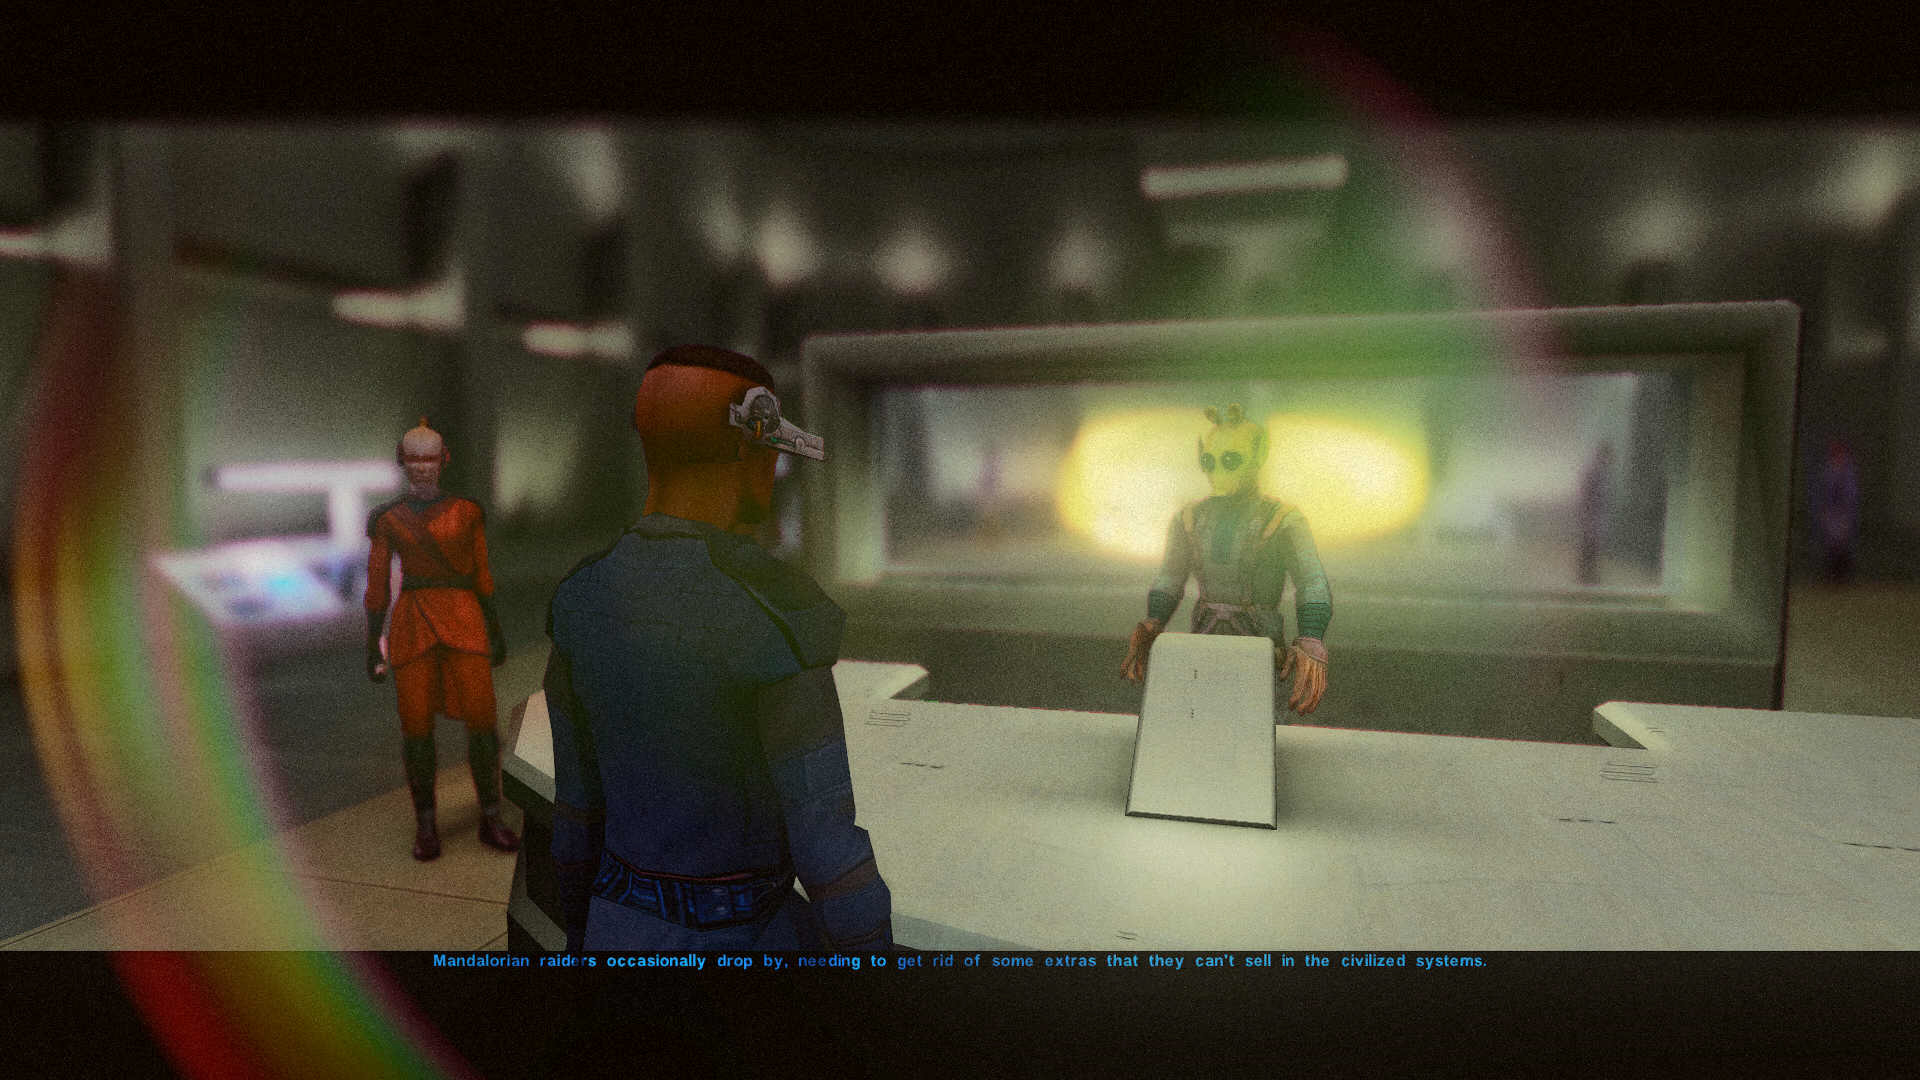 Mandalorian raiders occasionally drop by, needing to get rid of some extras that they can't sell in the civilized systems.